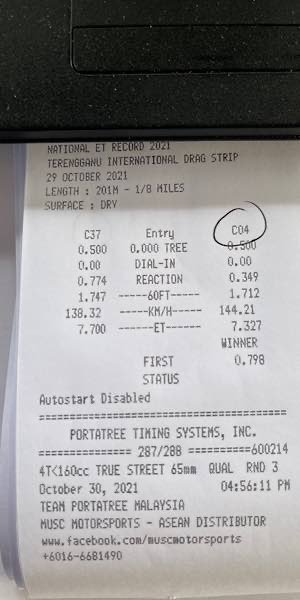 NATIONAL ET RECORD 2021
TERENGGANU INTERNATIONAL DRAG STRIP
29 OCTOBER 2021
LENGTH : 201M - 1/8 MILES
SURFACE : DRY
C37 Entry C04
0.500 0.000 TREE 0.500
0.00 DIAL-IN 0.00
0.774 REACTION 0.349
1.747 -----60FT----- 1.712
138.32 -----KM/H----- 144.21
7.700 ------ET------ 7.327
WINNER
FIRST 0.798
STATUS
Autostart Disabled
========================================
PORTATREE TIMING SYSTEMS, INC.
=============== 287/288 ==========600214
4T<160cc TRUE STREET 65mm QUAL RND 3
October 30, 2021 04:56:11 PM
TEAM PORTATREE MALAYSIA
MUSC MOTORSPORTS - ASEAN DISTRIBUTOR
www.facebook.com/muscmotorsports
+6016-6681490